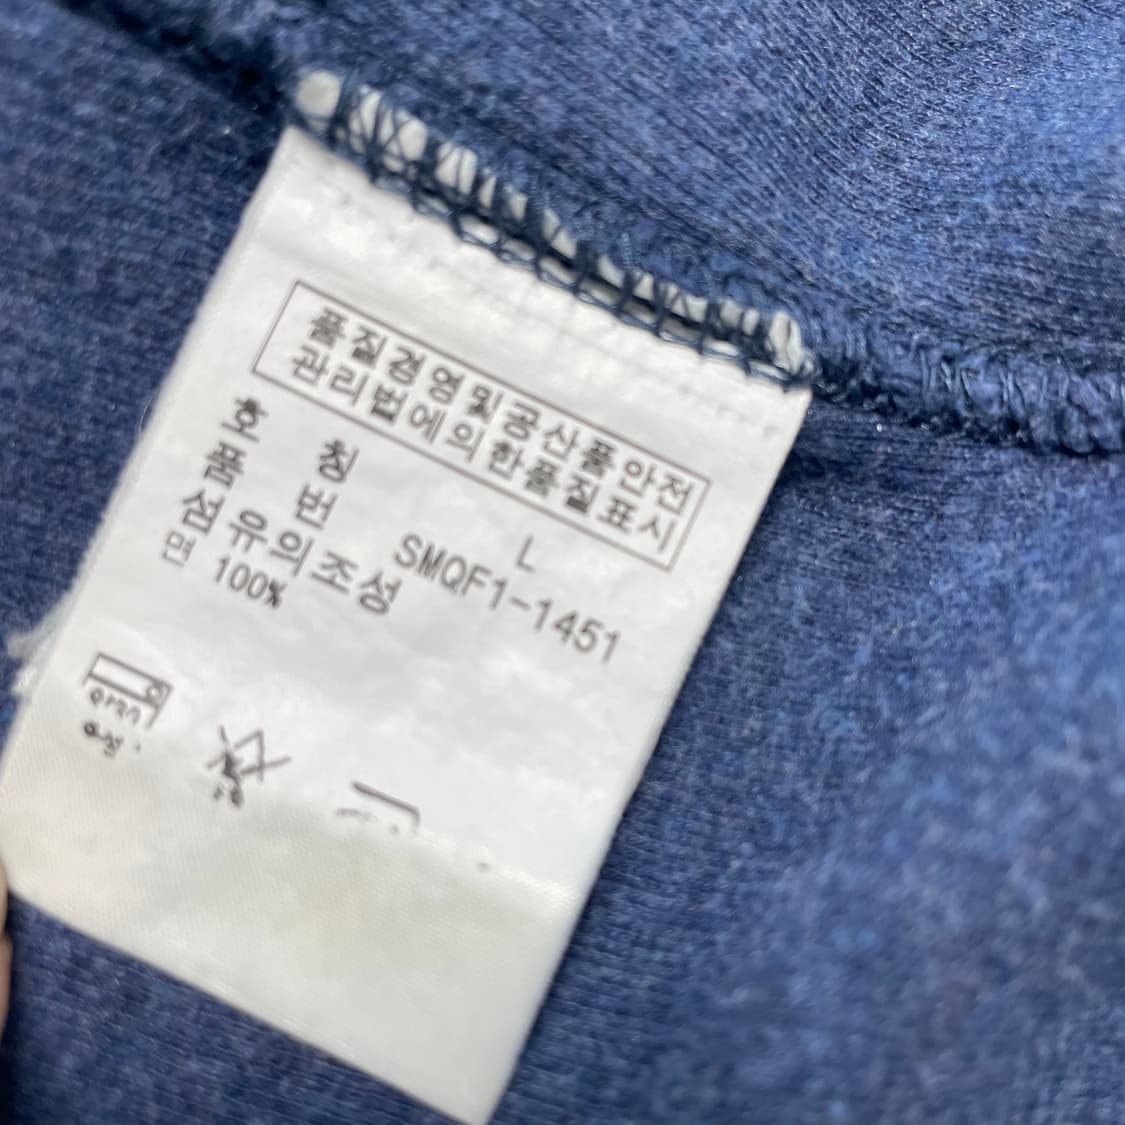 품질경영및공산품안전
관리법에의한품질표시
호 칭 L
품 번 SMQF1-1451
섬유의조성
면 100%